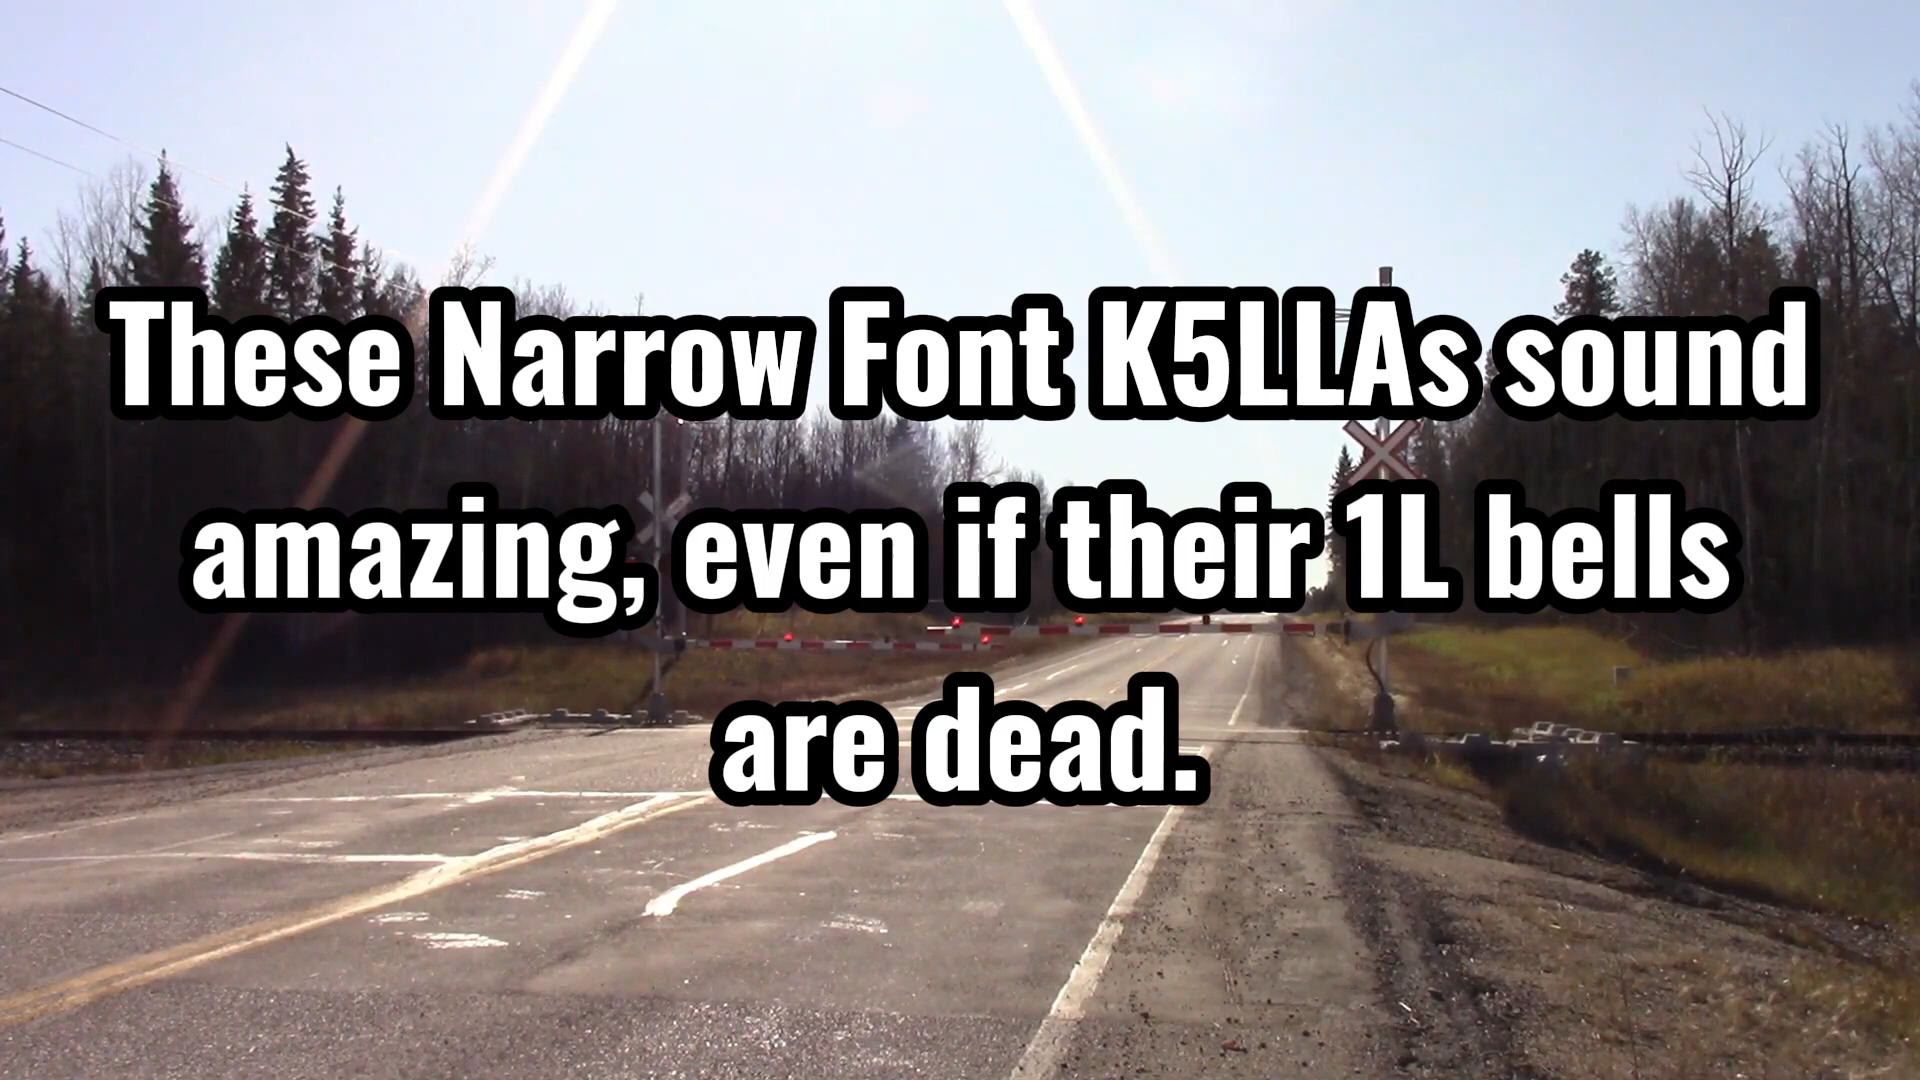 These Narrow Font K5LLAs sound
amazing, even if their 1L bells
are dead.